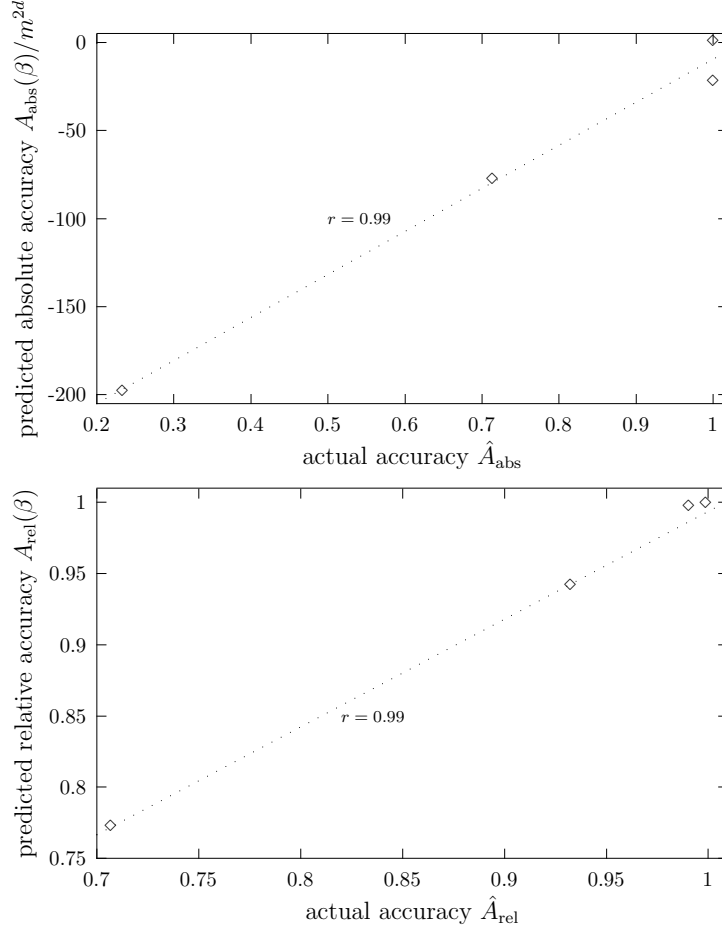 predicted absolute accuracy A_abs(β)/m^2d
0
-50
-100
-150
-200
r = 0.99
0.2 0.3 0.4 0.5 0.6 0.7 0.8 0.9 1
actual accuracy Â_abs
predicted relative accuracy A_rel(β)
1
0.95
0.9
0.85
0.8
0.75
r = 0.99
0.7 0.75 0.8 0.85 0.9 0.95 1
actual accuracy Â_rel